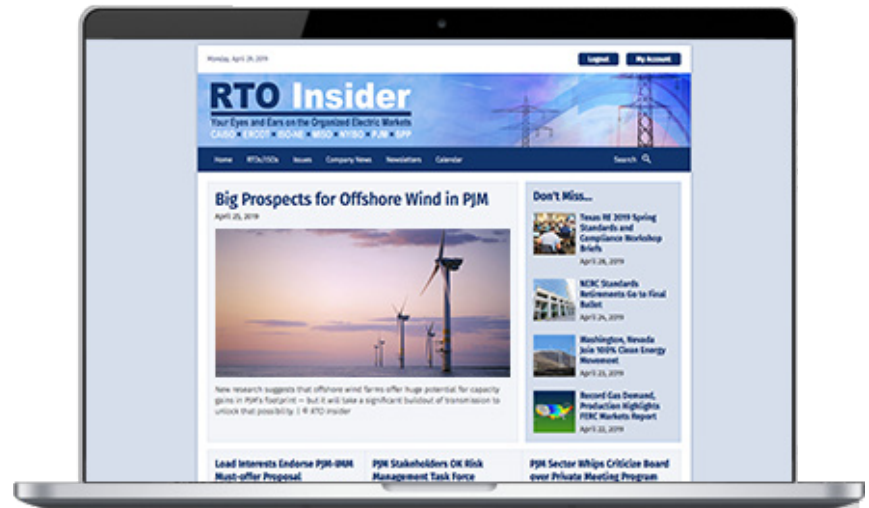 Monday, April 29, 2019
Logout
My Account
RTO Insider
Your Eyes and Ears on the Organized Electric Markets
CAISO ■ ERCOT ■ ISO-NE ■ MISO ■ NYISO ■ PJM ■ SPP
Home
RTOs/ISOs
Issues
Company News
Newsletters
Calendar
Search
Big Prospects for Offshore Wind in PJM
April 25, 2019
New research suggests that offshore wind farms offer huge potential for capacity
gains in PJM's footprint — but it will take a significant buildout of transmission to
unlock that possibility. | © RTO Insider
Don't Miss...
Texas RE 2019 Spring
Standards and
Compliance Workshop
Briefs
April 28, 2019
NERC Standards
Retirements Go to Final
Ballot
April 24, 2019
Washington, Nevada
Join 100% Clean Energy
Movement
April 23, 2019
Record Gas Demand,
Production Highlights
FERC Markets Report
April 22, 2019
Load Interests Endorse PJM-IMM
Must-offer Proposal
PJM Stakeholders OK Risk
Management Task Force
PJM Sector Whips Criticize Board
over Private Meeting Program